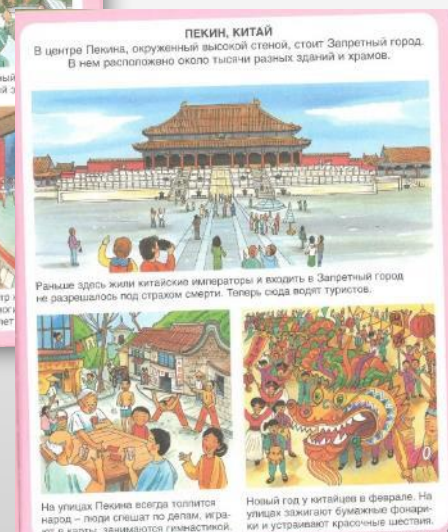 ПЕКИН, КИТАЙ
В центре Пекина, окруженный высокой стеной, стоит Запретный город.
В нем расположено около тысячи разных зданий и храмов.
Раньше здесь жили китайские императоры и входить в Запретный город
не разрешалось под страхом смерти. Теперь сюда водят туристов.
На улицах Пекина всегда толпится
народ – люди спешат по делам, игра-
ют в карты, занимаются гимнастикой.
Новый год у китайцев в феврале. На
улицах зажигают бумажные фонари-
ки и устраивают красочные шествия.